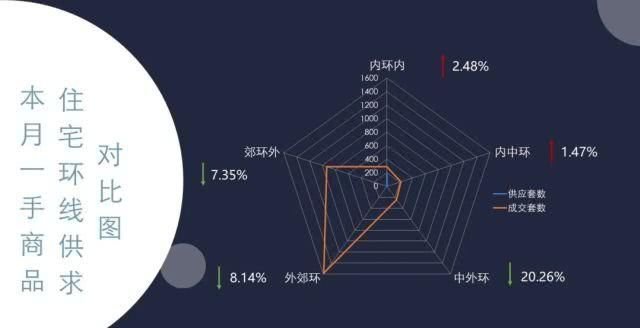 本月一手商品
住宅环线供求
对比图
内环内
2.48%
1600
1400
1200
1000
800
600
400
200
0
郊环外
7.35%
内中环
1.47%
供应套数
成交套数
外郊环
8.14%
中外环
20.26%